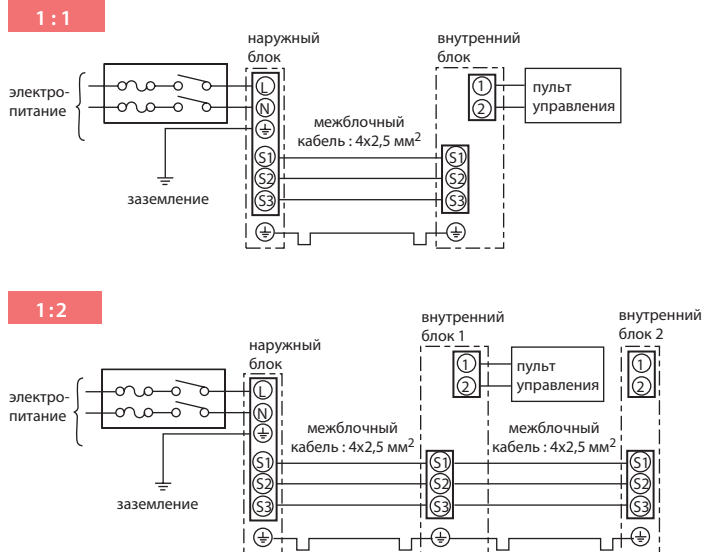 1 : 1
наружный
блок
внутренний
блок
электро-
питание
L
N
S1
S2
S3
межблочный
кабель : 4x2,5 мм²
заземление
1
2
пульт
управления
S1
S2
S3
1:2
наружный
блок
внутренний
блок 1
внутренний
блок 2
электро-
питание
L
N
S1
S2
S3
межблочный
кабель : 4x2,5 мм²
заземление
1
2
пульт
управления
S1
S2
S3
межблочный
кабель : 4x2,5 мм²
1
2
S1
S2
S3